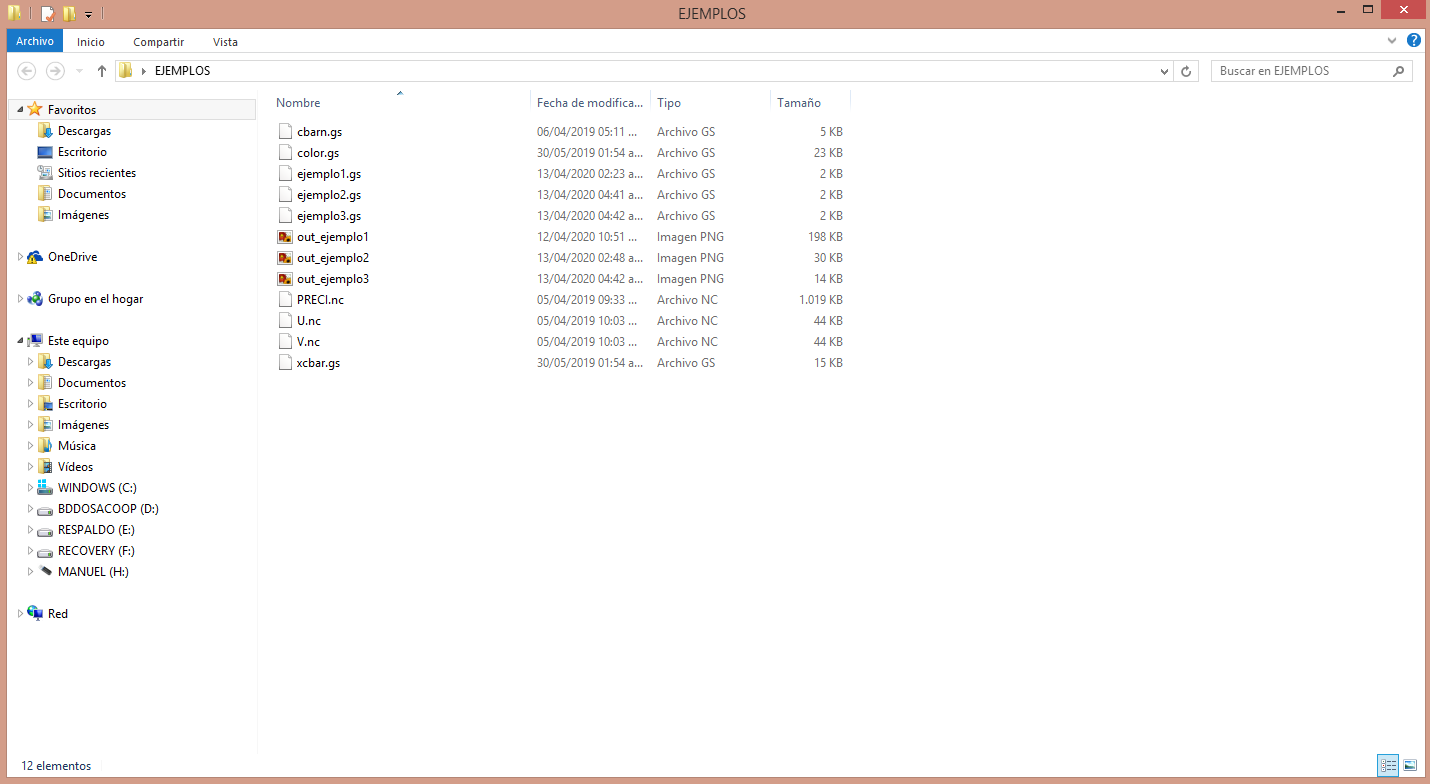 EJEMPLOS
Archivo Inicio Compartir Vista
EJEMPLOS Buscar en EJEMPLOS
Favoritos
Descargas
Escritorio
Sitios recientes
Documentos
Imágenes
OneDrive
Grupo en el hogar
Este equipo
Descargas
Documentos
Escritorio
Imágenes
Música
Vídeos
WINDOWS (C:)
BDDOSACOOP (D:)
RESPALDO (E:)
RECOVERY (F:)
MANUEL (H:)
Red
Nombre Fecha de modifica... Tipo Tamaño
cbarn.gs 06/04/2019 05:11 ... Archivo GS 5 KB
color.gs 30/05/2019 01:54 a... Archivo GS 23 KB
ejemplo1.gs 13/04/2020 02:23 a... Archivo GS 2 KB
ejemplo2.gs 13/04/2020 04:41 a... Archivo GS 2 KB
ejemplo3.gs 13/04/2020 04:42 a... Archivo GS 2 KB
out_ejemplo1 12/04/2020 10:51 ... Imagen PNG 198 KB
out_ejemplo2 13/04/2020 02:48 a... Imagen PNG 30 KB
out_ejemplo3 13/04/2020 04:42 a... Imagen PNG 14 KB
PRECI.nc 05/04/2019 09:33 ... Archivo NC 1.019 KB
U.nc 05/04/2019 10:03 ... Archivo NC 44 KB
V.nc 05/04/2019 10:03 ... Archivo NC 44 KB
xcbar.gs 30/05/2019 01:54 a... Archivo GS 15 KB
12 elementos